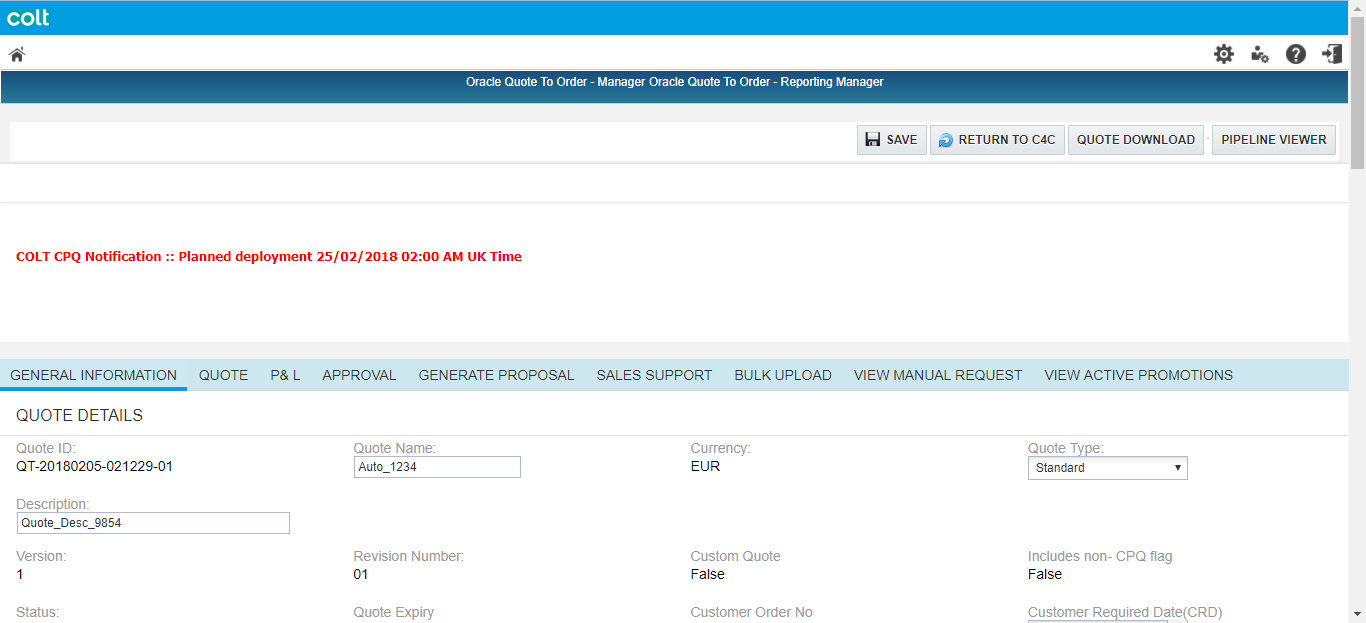 colt
Oracle Quote To Order - Manager Oracle Quote To Order - Reporting Manager
SAVE RETURN TO C4C QUOTE DOWNLOAD PIPELINE VIEWER
COLT CPQ Notification :: Planned deployment 25/02/2018 02:00 AM UK Time
GENERAL INFORMATION QUOTE P& L APPROVAL GENERATE PROPOSAL SALES SUPPORT BULK UPLOAD VIEW MANUAL REQUEST VIEW ACTIVE PROMOTIONS
QUOTE DETAILS
Quote ID: Quote Name: Currency: Quote Type:
QT-20180205-021229-01 Auto_1234 EUR Standard
Description:
Quote_Desc_9854
Version: Revision Number: Custom Quote Includes non- CPQ flag
1 01 False False
Status: Quote Expiry Customer Order No Customer Required Date(CRD)